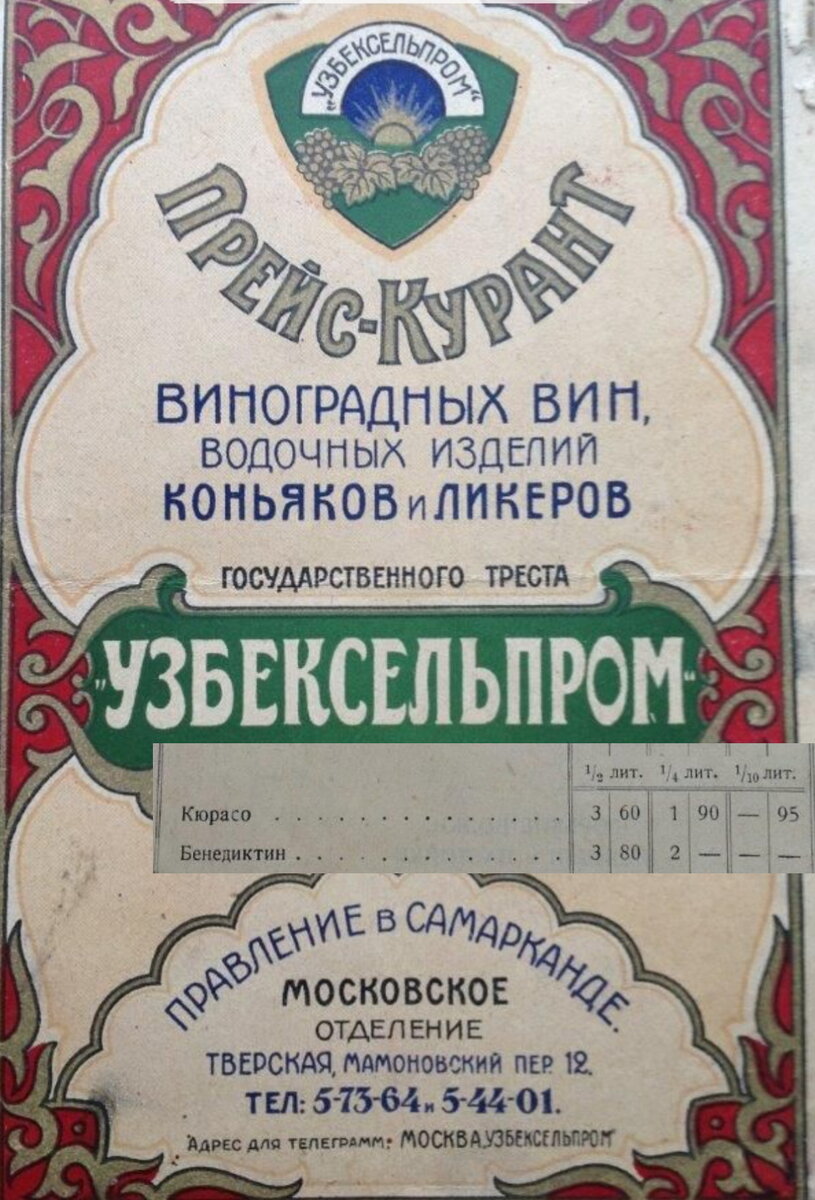 „УЗБЕКСЕЛЬПРОМ“
ПРЕЙС-КУРАНТ
ВИНОГРАДНЫХ ВИН,
ВОДОЧНЫХ ИЗДЕЛИЙ
КОНЬЯКОВ и ЛИКЕРОВ
ГОСУДАРСТВЕННОГО ТРЕСТА
„УЗБЕКСЕЛЬПРОМ“
1/2 лит. 1/4 лит. 1/10 лит.
Кюрасо . . . . . . . . . . . . . . . 3 60 1 90 — 95
Бенедиктин . . . . . . . . . . . . . . 3 80 2 — — —
ПРАВЛЕНИЕ В САМАРКАНДЕ.
МОСКОВСКОЕ
ОТДЕЛЕНИЕ
ТВЕРСКАЯ, МАМОНОВСКИЙ ПЕР. 12.
ТЕЛ: 5-73-64 и 5-44-01.
АДРЕС ДЛЯ ТЕЛЕГРАММ: МОСКВА, УЗБЕКСЕЛЬПРОМ